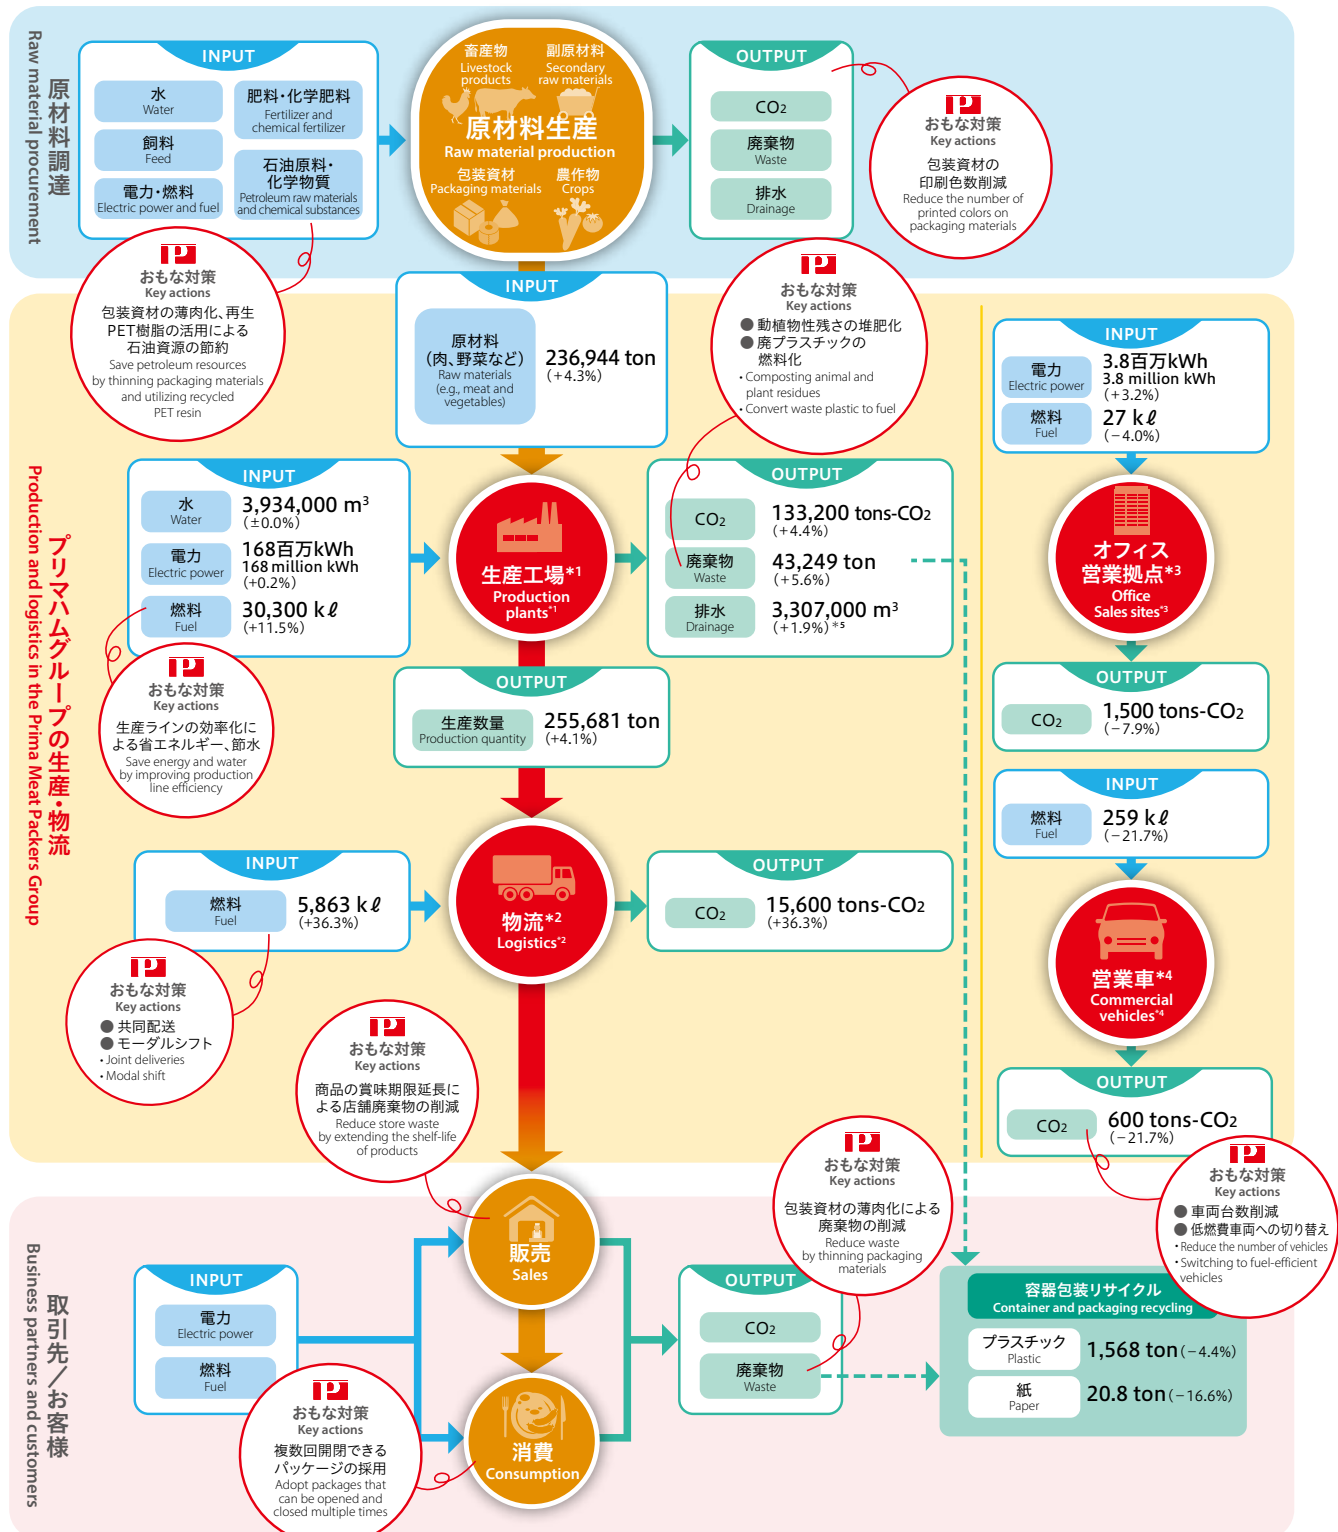 原材料調達
Raw material procurement
INPUT
水
Water
飼料
Feed
電力・燃料
Electric power and fuel
肥料・化学肥料
Fertilizer and
chemical fertilizer
石油原料・
化学物質
Petroleum raw materials
and chemical substances
畜産物
Livestock
products
副原材料
Secondary
raw materials
原材料生産
Raw material production
包装資材
Packaging materials
農作物
Crops
OUTPUT
CO2
廃棄物
Waste
排水
Drainage
おもな対策
Key actions
包装資材の
印刷色数削減
Reduce the number of
printed colors on
packaging materials
おもな対策
Key actions
包装資材の薄肉化、再生
PET樹脂の活用による
石油資源の節約
Save petroleum resources
by thinning packaging materials
and utilizing recycled
PET resin
プリマハムグループの生産・物流
Production and logistics in the Prima Meat Packers Group
INPUT
原材料
(肉、野菜など)
Raw materials
(e.g., meat and
vegetables)
236,944 ton
(+4.3%)
おもな対策
Key actions
● 動植物性残さの堆肥化
● 廃プラスチックの
燃料化
・Composting animal and
plant residues
・Convert waste plastic to fuel
INPUT
水
Water
3,934,000 m³
(±0.0%)
電力
Electric power
168百万kWh
168 million kWh
(+0.2%)
燃料
Fuel
30,300 kℓ
(+11.5%)
生産工場*1
Production
plants*1
OUTPUT
CO2
133,200 tons-CO2
(+4.4%)
廃棄物
Waste
43,249 ton
(+5.6%)
排水
Drainage
3,307,000 m³
(+1.9%)*5
おもな対策
Key actions
生産ラインの効率化に
よる省エネルギー、節水
Save energy and water
by improving production
line efficiency
OUTPUT
生産数量
Production quantity
255,681 ton
(+4.1%)
INPUT
燃料
Fuel
5,863 kℓ
(+36.3%)
物流*2
Logistics*2
OUTPUT
CO2
15,600 tons-CO2
(+36.3%)
おもな対策
Key actions
● 共同配送
● モーダルシフト
・Joint deliveries
・Modal shift
おもな対策
Key actions
商品の賞味期限延長に
よる店舗廃棄物の削減
Reduce store waste
by extending the shelf-life
of products
INPUT
電力
Electric power
3.8百万kWh
3.8 million kWh
(+3.2%)
燃料
Fuel
27 kℓ
(−4.0%)
オフィス
営業拠点*3
Office
Sales sites*3
OUTPUT
CO2
1,500 tons-CO2
(−7.9%)
INPUT
燃料
Fuel
259 kℓ
(−21.7%)
営業車*4
Commercial
vehicles*4
OUTPUT
CO2
600 tons-CO2
(−21.7%)
おもな対策
Key actions
● 車両台数削減
● 低燃費車両への切り替え
・Reduce the number of vehicles
・Switching to fuel-efficient
vehicles
取引先／お客様
Business partners and customers
INPUT
電力
Electric power
燃料
Fuel
おもな対策
Key actions
複数回開閉できる
パッケージの採用
Adopt packages that
can be opened and
closed multiple times
販売
Sales
消費
Consumption
おもな対策
Key actions
包装資材の薄肉化による
廃棄物の削減
Reduce waste
by thinning packaging
materials
OUTPUT
CO2
廃棄物
Waste
容器包装リサイクル
Container and packaging recycling
プラスチック
Plastic
1,568 ton(−4.4%)
紙
Paper
20.8 ton(−16.6%)